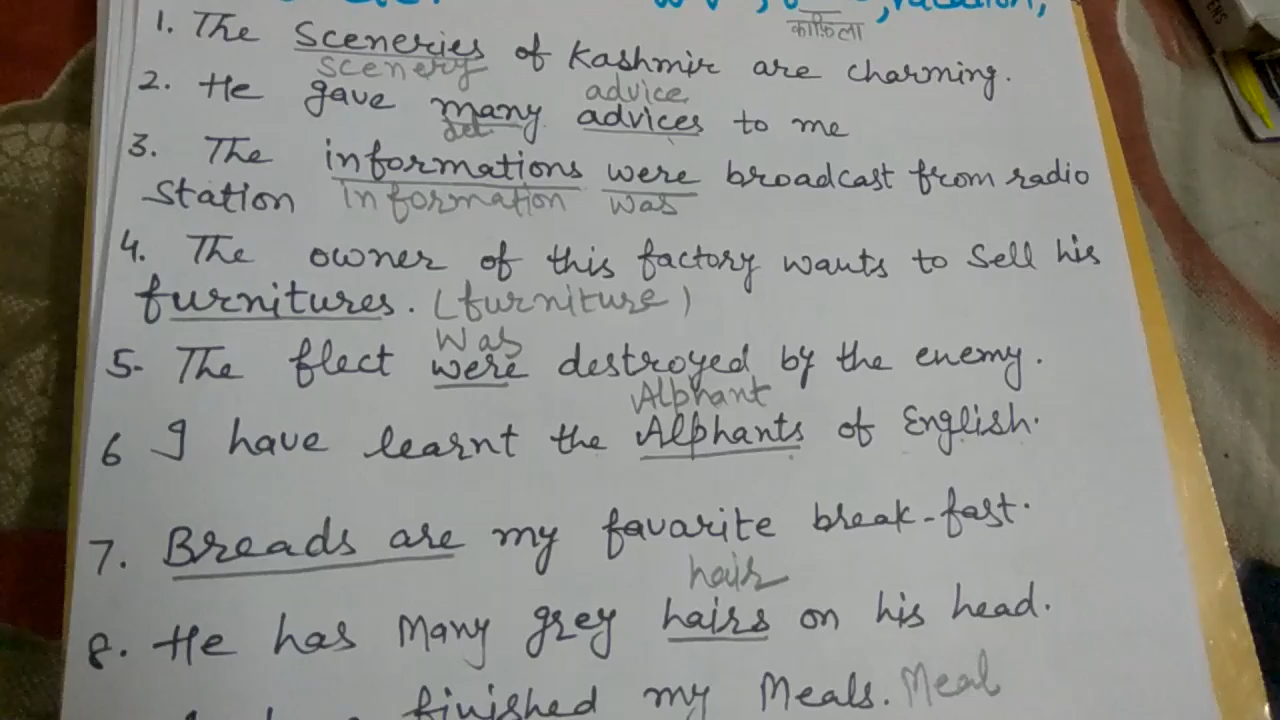 vacation,
काफ़िला
ENS
1. The Sceneries of Kashmir are charming.
scenery
advice
2. He gave many advices to me
3. The informations were broadcast from radio
Station Information was
4. The owner of this factory wants to Sell his
furnitures. (furniture)
Was
5- The flect were destroyed by the enemy.
Alphant
6 I have learnt the Alphants of English.
7. Breads are my favarite break-fast.
hair
8. He has Many grey hairs on his head.
finished my Meals. Meal